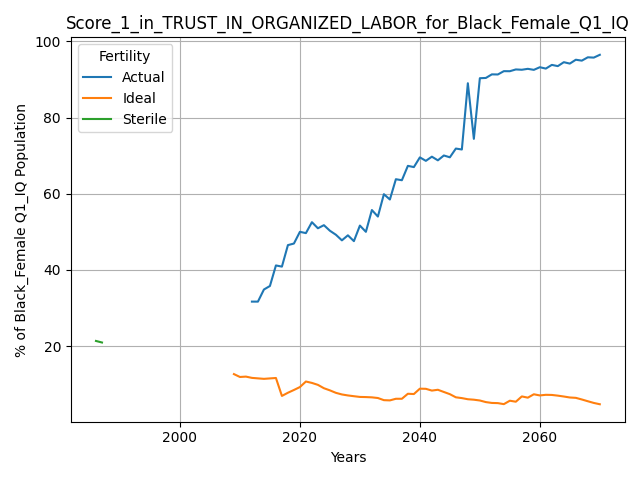 Score_1_in_TRUST_IN_ORGANIZED_LABOR_for_Black_Female_Q1_IQ
% of Black_Female Q1_IQ Population
100
80
60
40
20
Fertility
Actual
Ideal
Sterile
2000
2020
2040
2060
Years